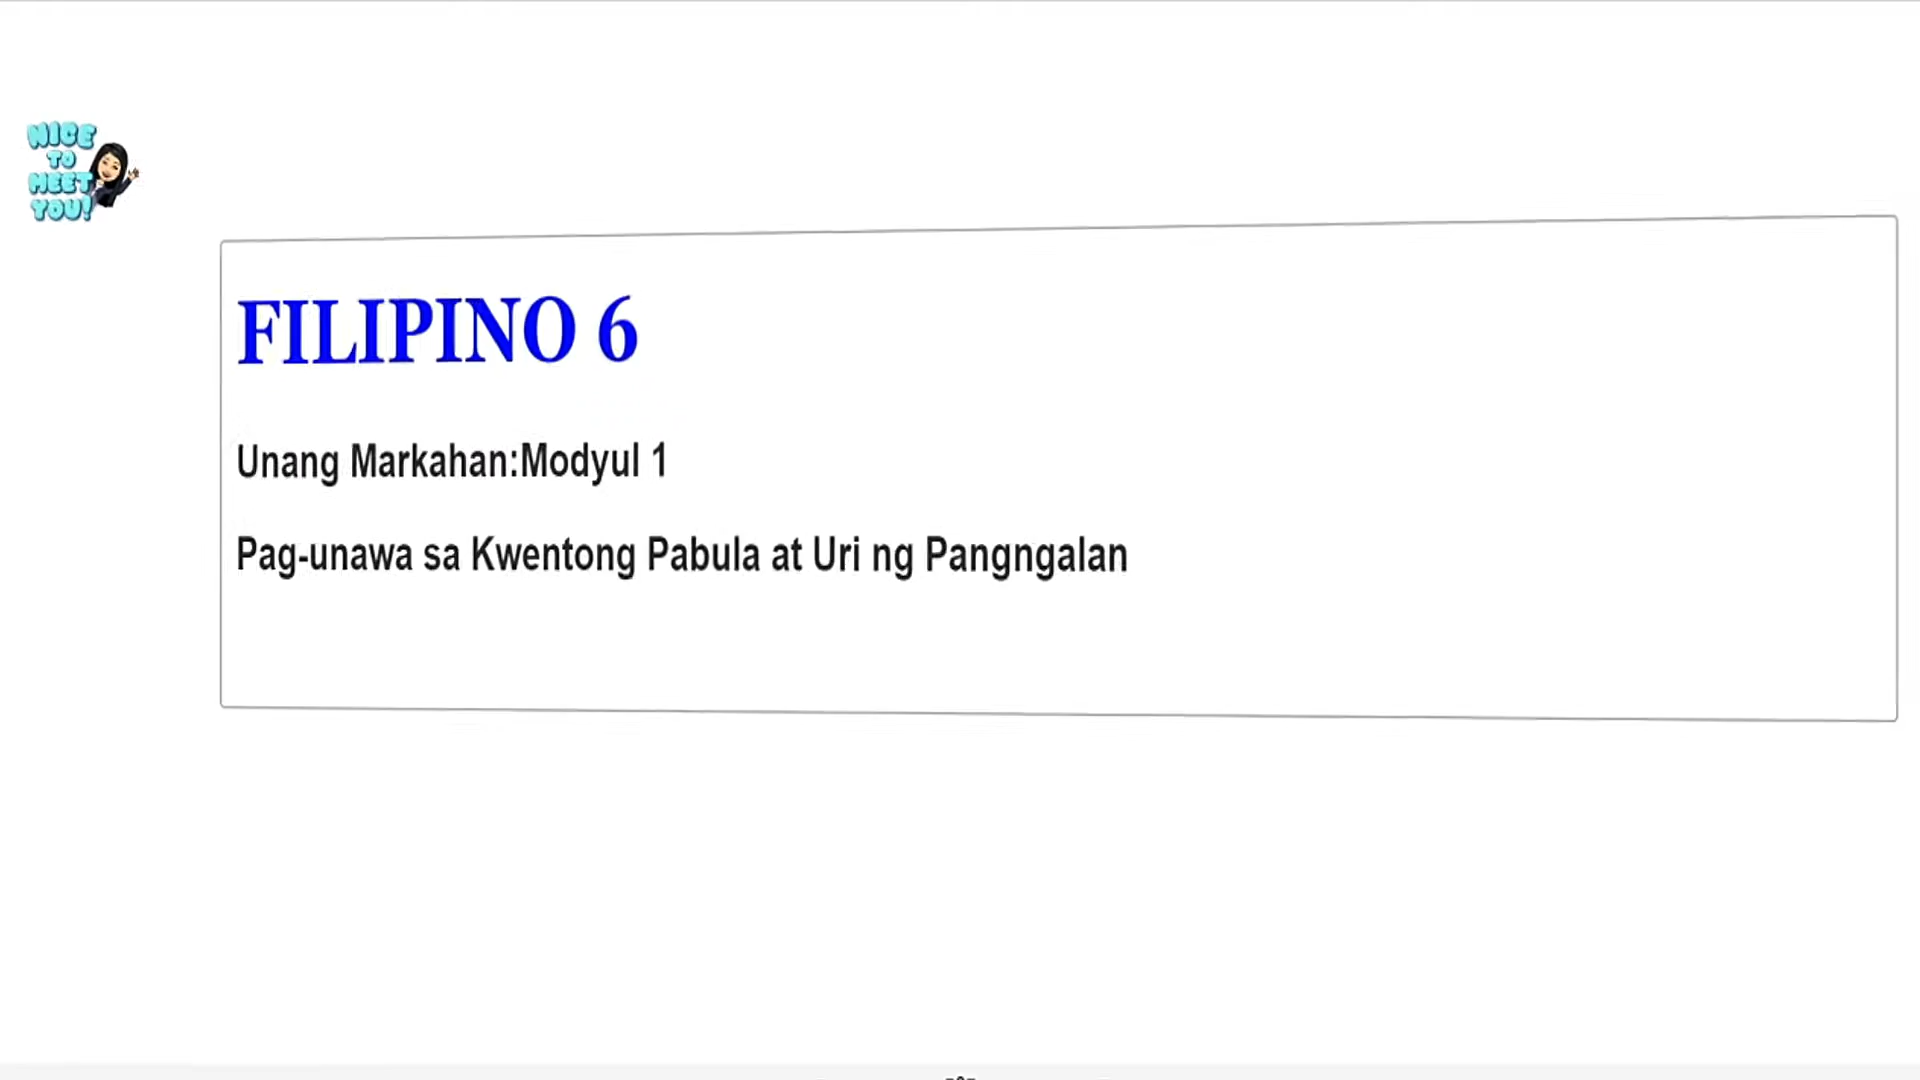 NICE
TO
MEET
YOU!
FILIPINO 6
Unang Markahan:Modyul 1
Pag-unawa sa Kwentong Pabula at Uri ng Pangngalan